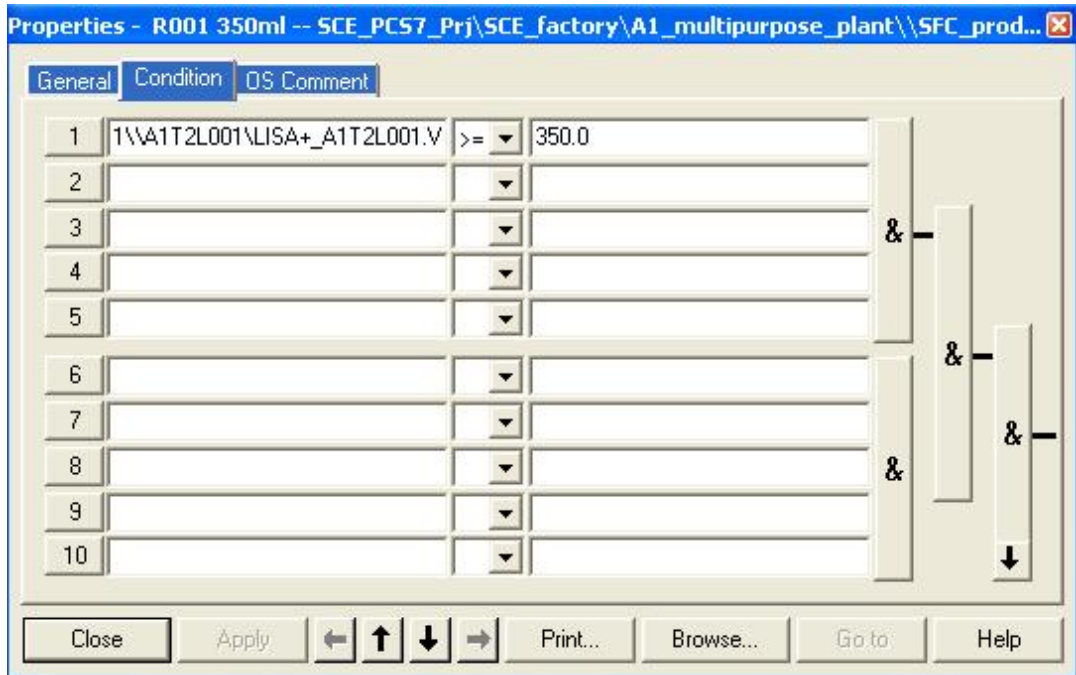 Properties - R001 350ml -- SCE_PCS7_Prj\SCE_factory\A1_multipurpose_plant\\SFC_prod...
General Condition OS Comment
1 1\\A1T2L001\LISA+_A1T2L001.V >= 350.0
2
3 &
4
5
6 &
7 &
8 &
9
10
Close Apply Print... Browse... Go to Help